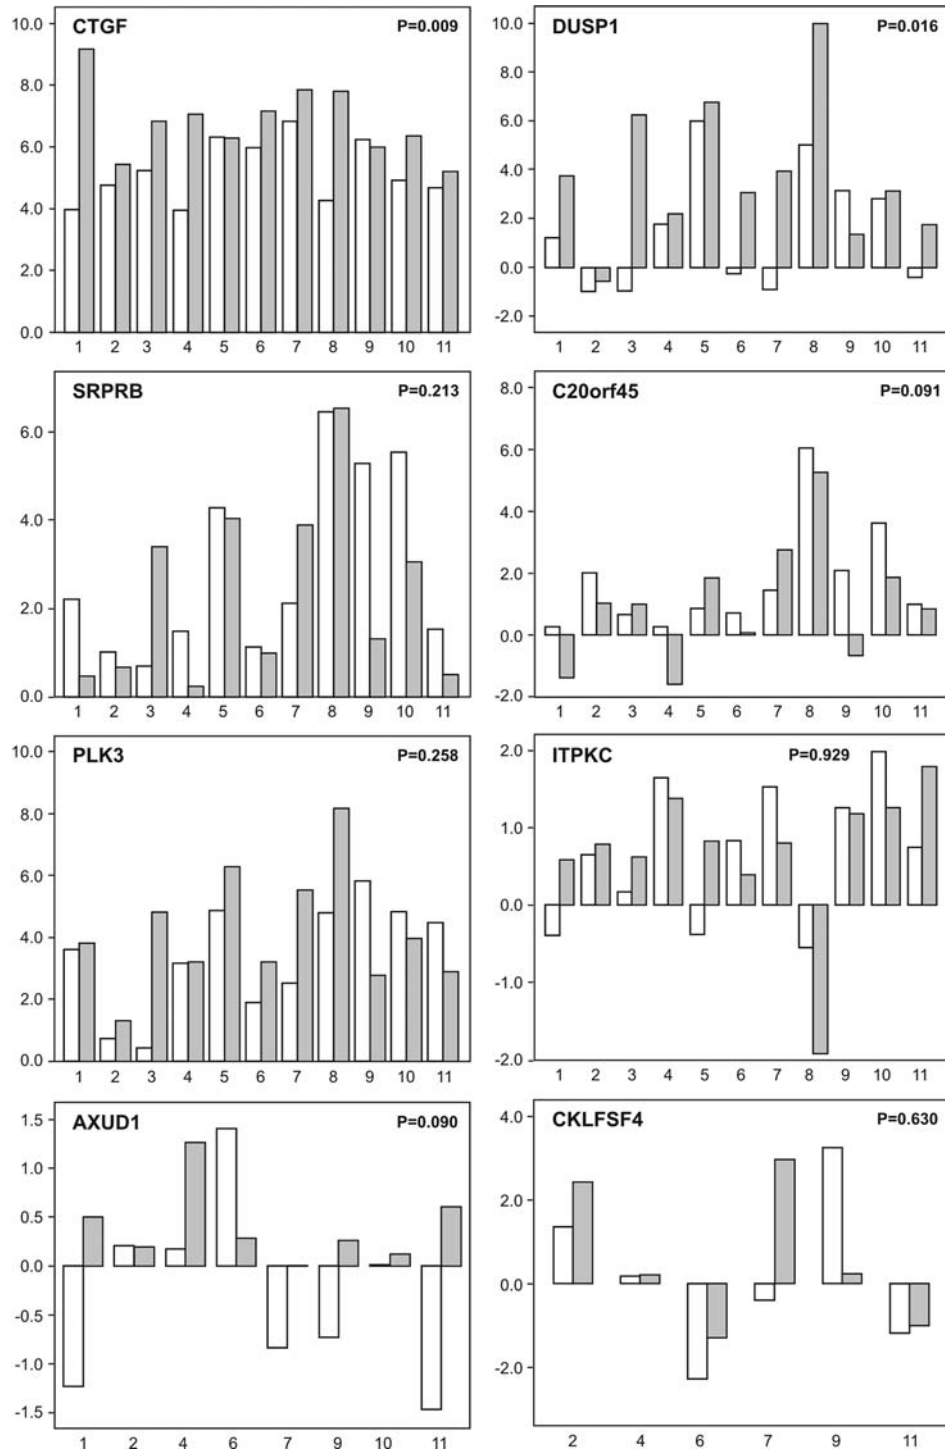 CTGF P=0.009
10.0
8.0
6.0
4.0
2.0
0.0
1 2 3 4 5 6 7 8 9 10 11
DUSP1 P=0.016
10.0
8.0
6.0
4.0
2.0
0.0
-2.0
1 2 3 4 5 6 7 8 9 10 11
SRPRB P=0.213
6.0
4.0
2.0
0.0
1 2 3 4 5 6 7 8 9 10 11
C20orf45 P=0.091
8.0
6.0
4.0
2.0
0.0
-2.0
1 2 3 4 5 6 7 8 9 10 11
PLK3 P=0.258
10.0
8.0
6.0
4.0
2.0
0.0
1 2 3 4 5 6 7 8 9 10 11
ITPKC P=0.929
2.0
1.0
0.0
-1.0
-2.0
1 2 3 4 5 6 7 8 9 10 11
AXUD1 P=0.090
1.5
1.0
0.5
0.0
-0.5
-1.0
-1.5
1 2 4 6 7 9 10 11
CKLFSF4 P=0.630
4.0
2.0
0.0
-2.0
2 4 6 7 9 11